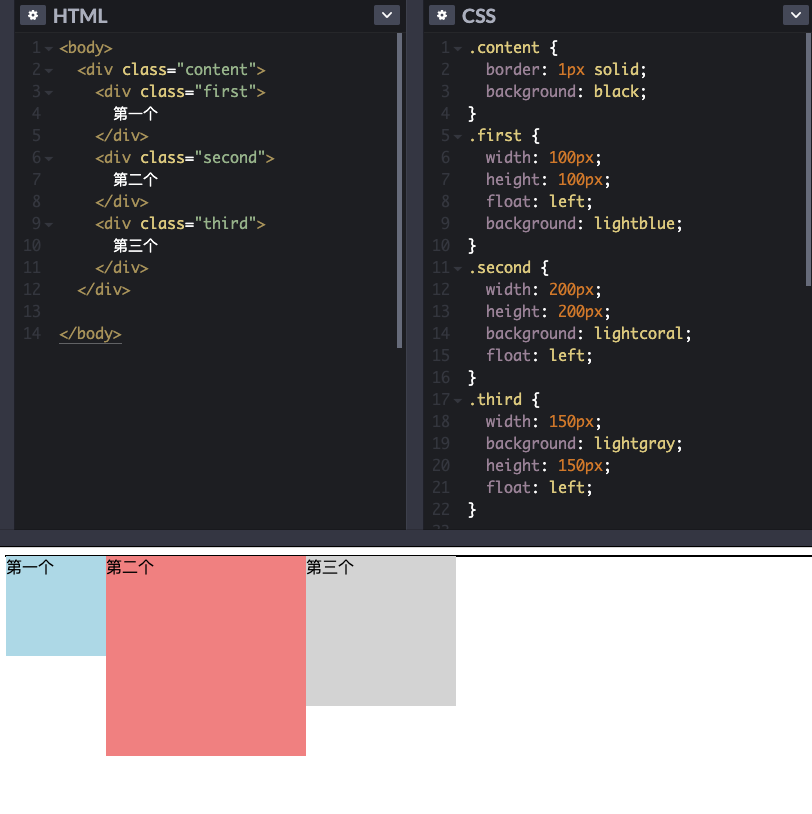 HTML
1 <body>
2 <div class="content">
3 <div class="first">
4 第一个
5 </div>
6 <div class="second">
7 第二个
8 </div>
9 <div class="third">
10 第三个
11 </div>
12 </div>
13
14 </body>
CSS
1 .content {
2 border: 1px solid;
3 background: black;
4 }
5 .first {
6 width: 100px;
7 height: 100px;
8 float: left;
9 background: lightblue;
10 }
11 .second {
12 width: 200px;
13 height: 200px;
14 background: lightcoral;
15 float: left;
16 }
17 .third {
18 width: 150px;
19 background: lightgray;
20 height: 150px;
21 float: left;
22 }
第一个 第二个 第三个